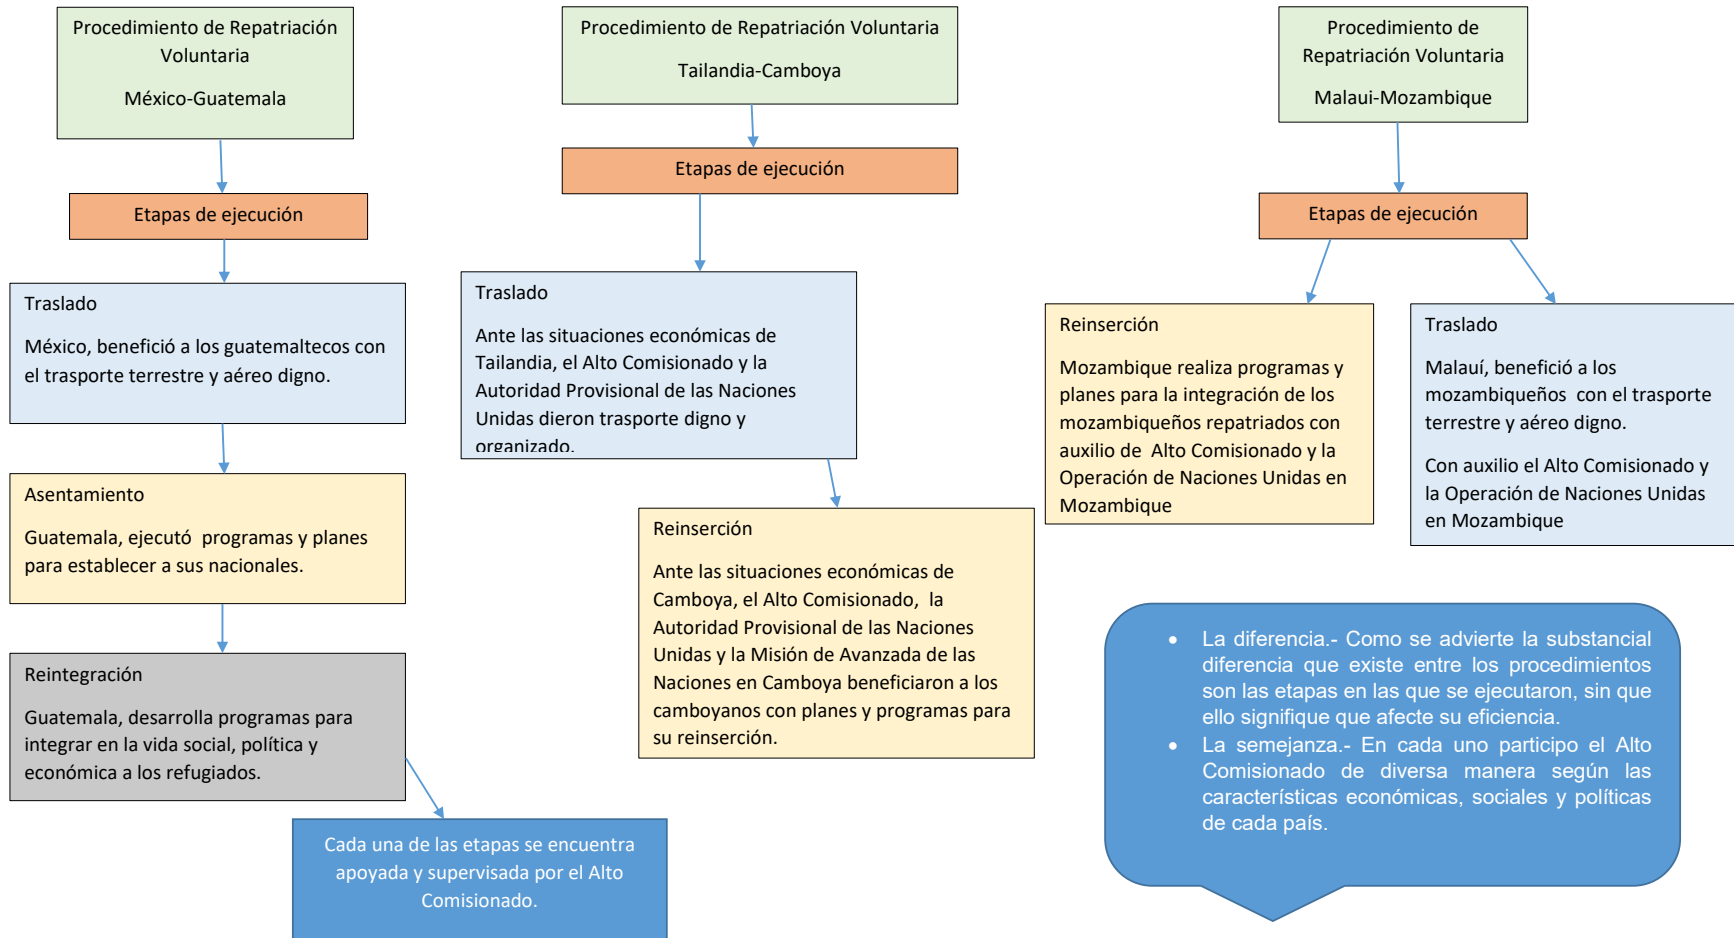 Procedimiento de Repatriación
Voluntaria
México-Guatemala
Etapas de ejecución
Traslado
México, benefició a los guatemaltecos con
el trasporte terrestre y aéreo digno.
Asentamiento
Guatemala, ejecutó programas y planes
para establecer a sus nacionales.
Reintegración
Guatemala, desarrolla programas para
integrar en la vida social, política y
económica a los refugiados.
Cada una de las etapas se encuentra
apoyada y supervisada por el Alto
Comisionado.
Procedimiento de Repatriación Voluntaria
Tailandia-Camboya
Etapas de ejecución
Traslado
Ante las situaciones económicas de
Tailandia, el Alto Comisionado y la
Autoridad Provisional de las Naciones
Unidas dieron trasporte digno y
organizado.
Reinserción
Ante las situaciones económicas de
Camboya, el Alto Comisionado, la
Autoridad Provisional de las Naciones
Unidas y la Misión de Avanzada de las
Naciones en Camboya beneficiaron a los
camboyanos con planes y programas para
su reinserción.
Procedimiento de
Repatriación Voluntaria
Malaui-Mozambique
Etapas de ejecución
Reinserción
Mozambique realiza programas y
planes para la integración de los
mozambiqueños repatriados con
auxilio de Alto Comisionado y la
Operación de Naciones Unidas en
Mozambique
Traslado
Malauí, benefició a los
mozambiqueños con el trasporte
terrestre y aéreo digno.
Con auxilio el Alto Comisionado y
la Operación de Naciones Unidas
en Mozambique
• La diferencia.- Como se advierte la substancial
diferencia que existe entre los procedimientos
son las etapas en las que se ejecutaron, sin que
ello signifique que afecte su eficiencia.
• La semejanza.- En cada uno participo el Alto
Comisionado de diversa manera según las
características económicas, sociales y políticas
de cada país.